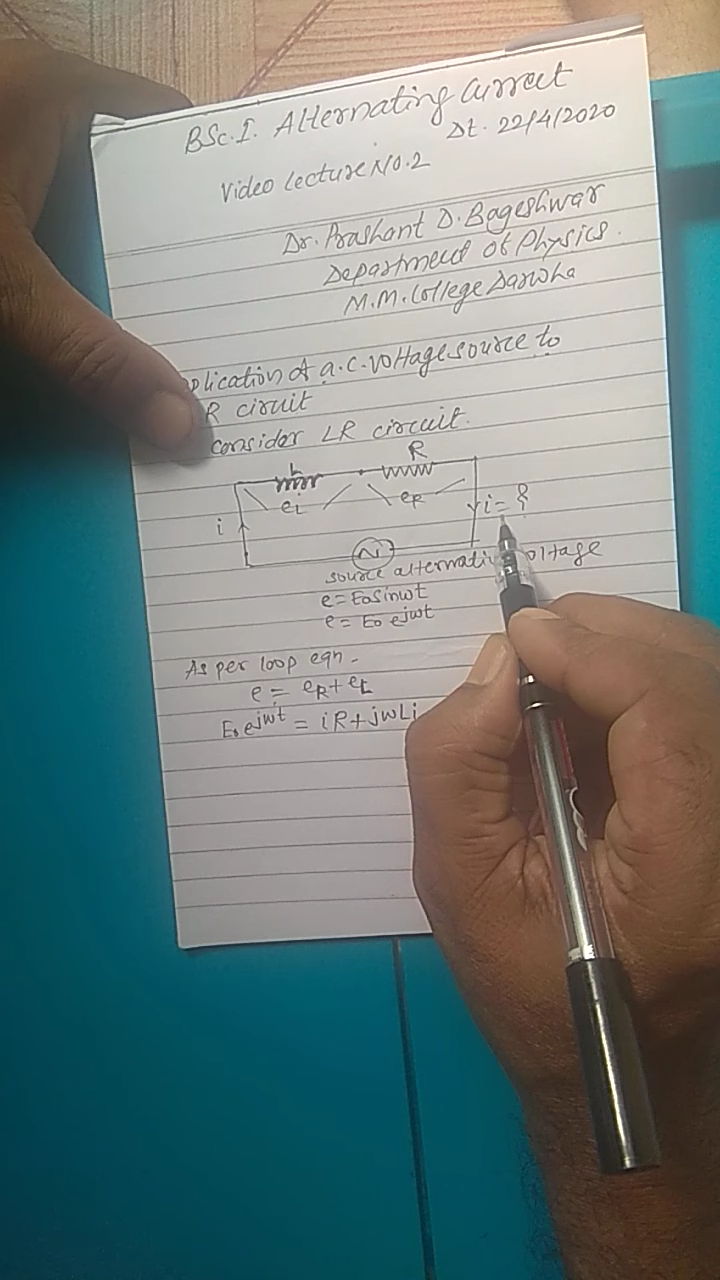 BSc.I. Alternating Current
Dt. 22/4/2020
Video Lecture No.2
Dr. Prashant D. Bageshwar
Department of Physics.
M.M. College Darwha
plication of a.c. voltage source to
R ciruit
consider LR circuit.
L R
eL eR
i i = ?
source alternati oltage
e = E0 sinwt
e = E0 ejwt
As per loop eqn -
e = eR + eL
E0 ejwt = iR + jwLi